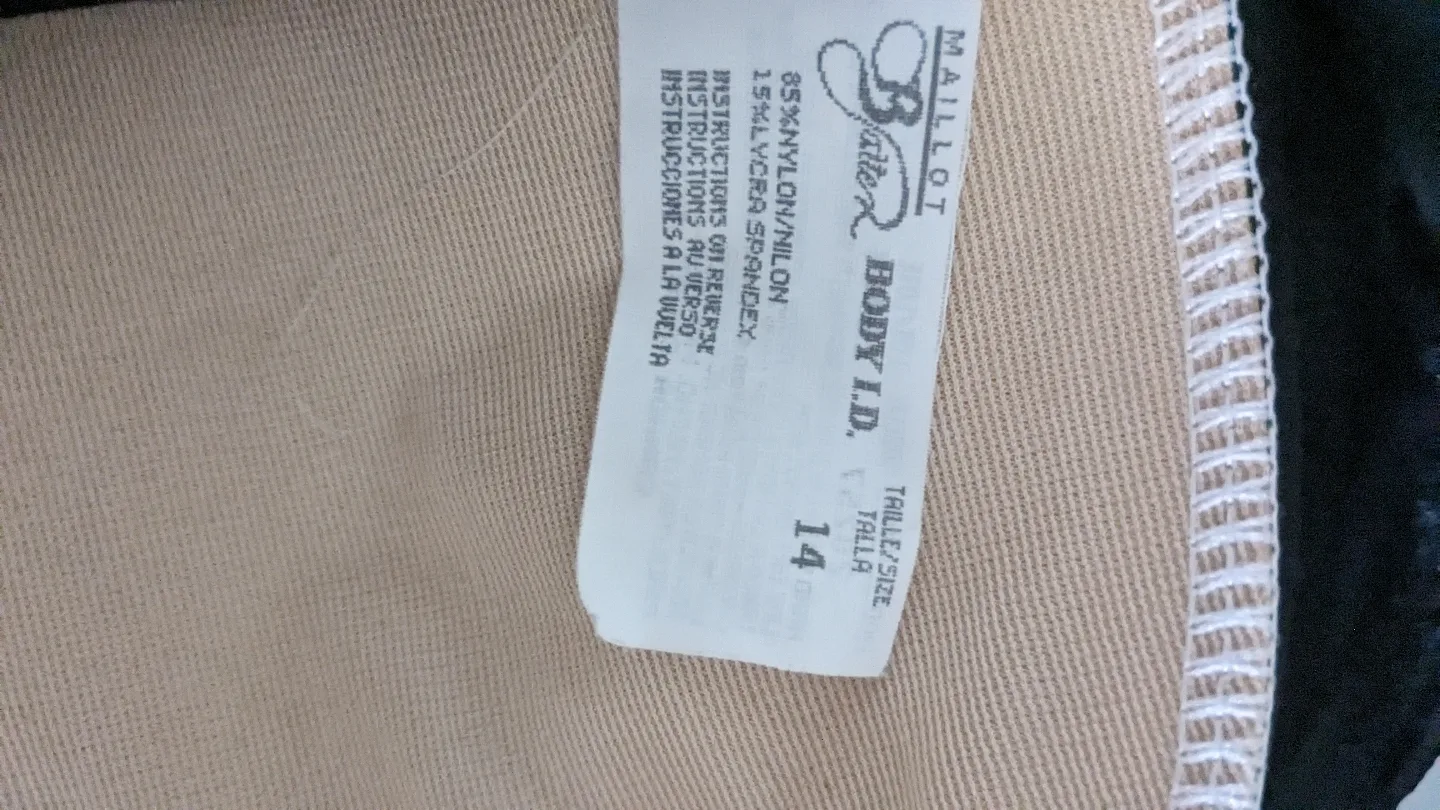 MAILLOT
Baltex BODY I.D.
TAILLE/SIZE
TALLA
14
85%NYLON/NILON
15%LYCRA SPANDEX
INSTRUCTIONS ON REVERSE
INSTRUCTIONS AU VERSO
INSTRUCCIONES A LA VUELTA